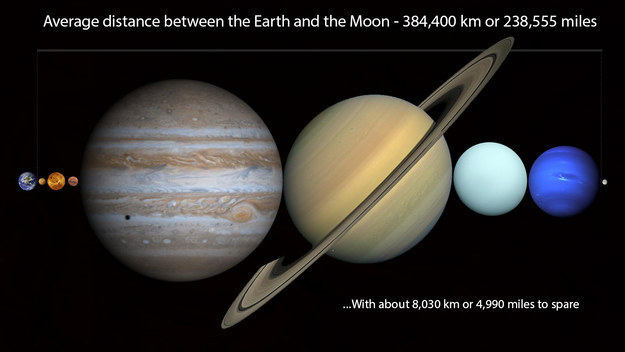 Average distance between the Earth and the Moon - 384,400 km or 238,555 miles
...With about 8,030 km or 4,990 miles to spare